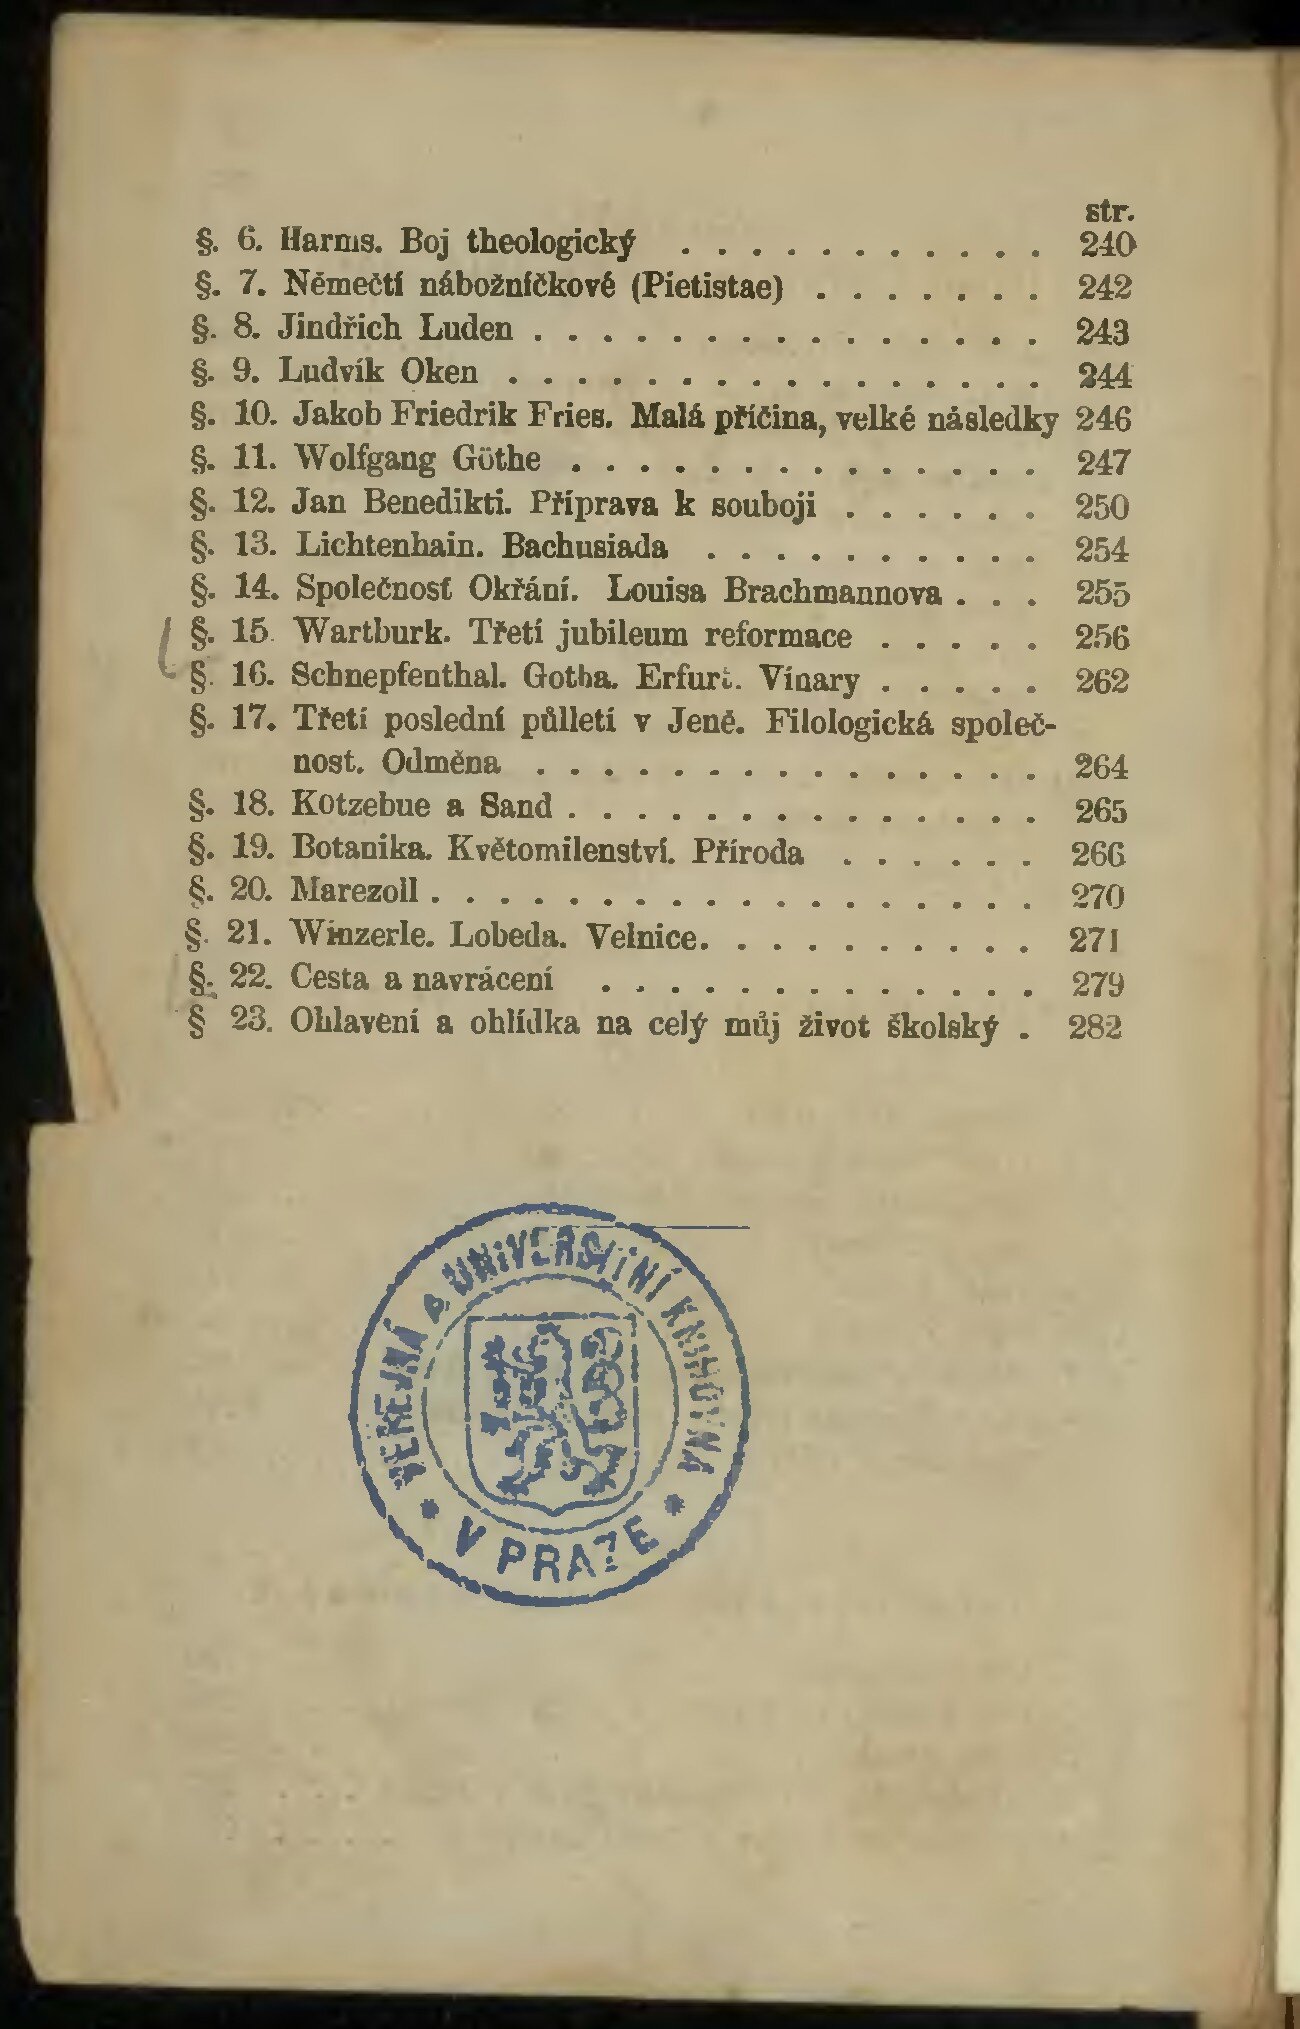 str.
§. 6. Harms. Boj theologický . . . . . . . . . . . 240
§. 7. Němečtí nábožníčkové (Pietistae) . . . . . . . 242
§. 8. Jindřich Luden . . . . . . . . . . . . . . . 243
§. 9. Ludvík Oken . . . . . . . . . . . . . . . . 244
§. 10. Jakob Friedrik Fries. Malá příčina, velké následky 246
§. 11. Wolfgang Göthe . . . . . . . . . . . . . . 247
§. 12. Jan Benedikti. Příprava k souboji . . . . . . 250
§. 13. Lichtenhain. Bachusiada . . . . . . . . . . 254
§. 14. Společnosť Okřání. Louisa Brachmannova . . . 255
§. 15. Wartburk. Třetí jubileum reformace . . . . . 256
§. 16. Schnepfenthal. Gotha. Erfurt. Vínary . . . . . 262
§. 17. Třetí poslední půlletí v Jeně. Filologická společ-
nost. Odměna . . . . . . . . . . . . . . . 264
§. 18. Kotzebue a Sand . . . . . . . . . . . . . . 265
§. 19. Botanika. Květomilenství. Příroda . . . . . . 266
§. 20. Marezoll . . . . . . . . . . . . . . . . . . 270
§. 21. Winzerle. Lobeda. Velnice. . . . . . . . . . . 271
§. 22. Cesta a navrácení . . . . . . . . . . . . . 279
§ 23. Ohlavení a ohlídka na celý můj život školský . 282
VEŘEJNÁ A UNIVERSITNÍ KNIHOVNA
* V PRAZE *